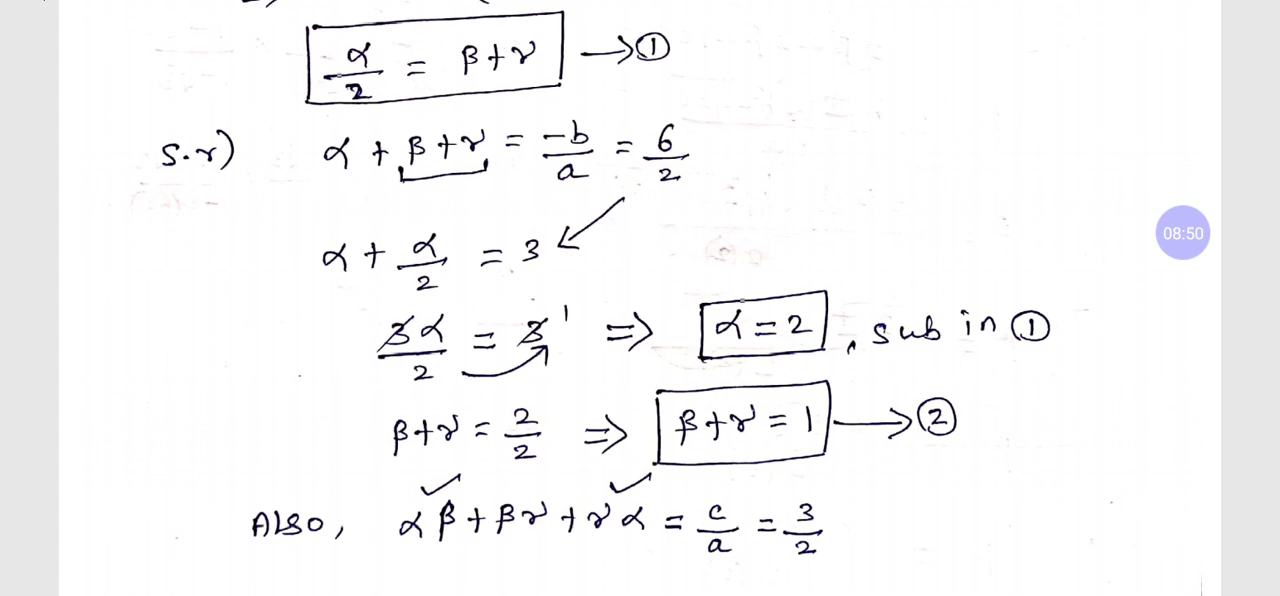 α/2 = β+γ → ①
S.r) α + β+γ = -b/a = 6/2
08:50
α + α/2 = 3
3α/2 = 3 1 => α = 2, sub in ①
β+γ = 2/2 => β+γ = 1 → ②
Also, αβ + βγ + γα = c/a = 3/2